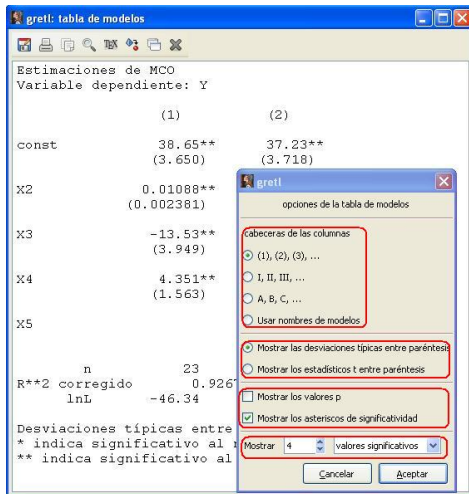 gretl: tabla de modelos
TEX
Estimaciones de MCO
Variable dependiente: Y
(1) (2)
const 38.65** 37.23**
(3.650) (3.718)
X2 0.01088**
(0.002381)
X3 -13.53**
(3.949)
X4 4.351**
(1.563)
X5
n 23
R**2 corregido 0.926
lnL -46.34
Desviaciones típicas entre
* indica significativo al
** indica significativo al
gretl
opciones de la tabla de modelos
cabeceras de las columnas
(1), (2), (3), ...
I, II, III, ...
A, B, C, ...
Usar nombres de modelos
Mostrar las desviaciones típicas entre paréntesis
Mostrar los estadísticos t entre paréntesis
Mostrar los valores p
Mostrar los asteriscos de significatividad
Mostrar 4 valores significativos
Cancelar Aceptar